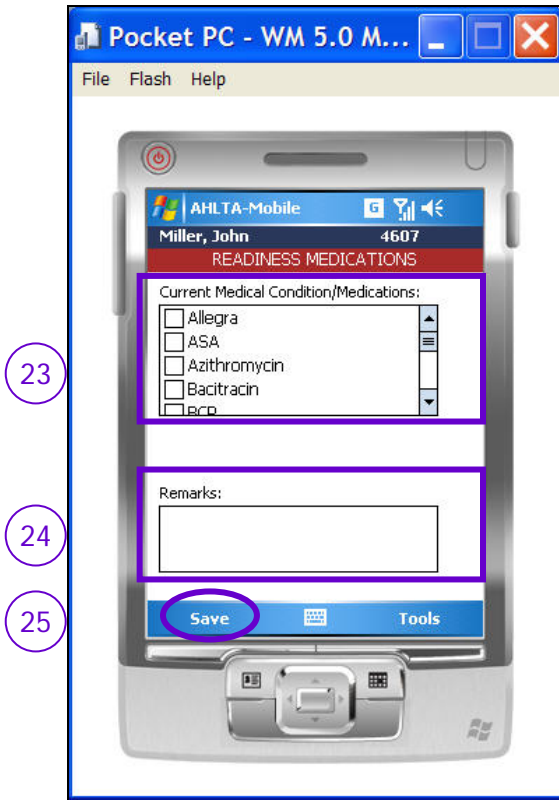 Pocket PC - WM 5.0 M...
File Flash Help
AHLTA-Mobile G
Miller, John 4607
READINESS MEDICATIONS
Current Medical Condition/Medications:
Allegra
ASA
Azithromycin
Bacitracin
BCP
23
Remarks:
24
25
Save Tools